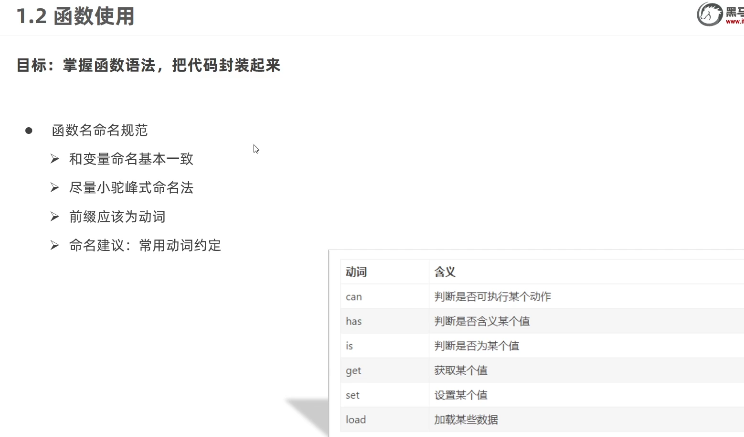 1.2 函数使用
黑马
www.it
目标：掌握函数语法，把代码封装起来
函数名命名规范
和变量命名基本一致
尽量小驼峰式命名法
前缀应该为动词
命名建议：常用动词约定
动词 含义
can 判断是否可执行某个动作
has 判断是否含义某个值
is 判断是否为某个值
get 获取某个值
set 设置某个值
load 加载某些数据